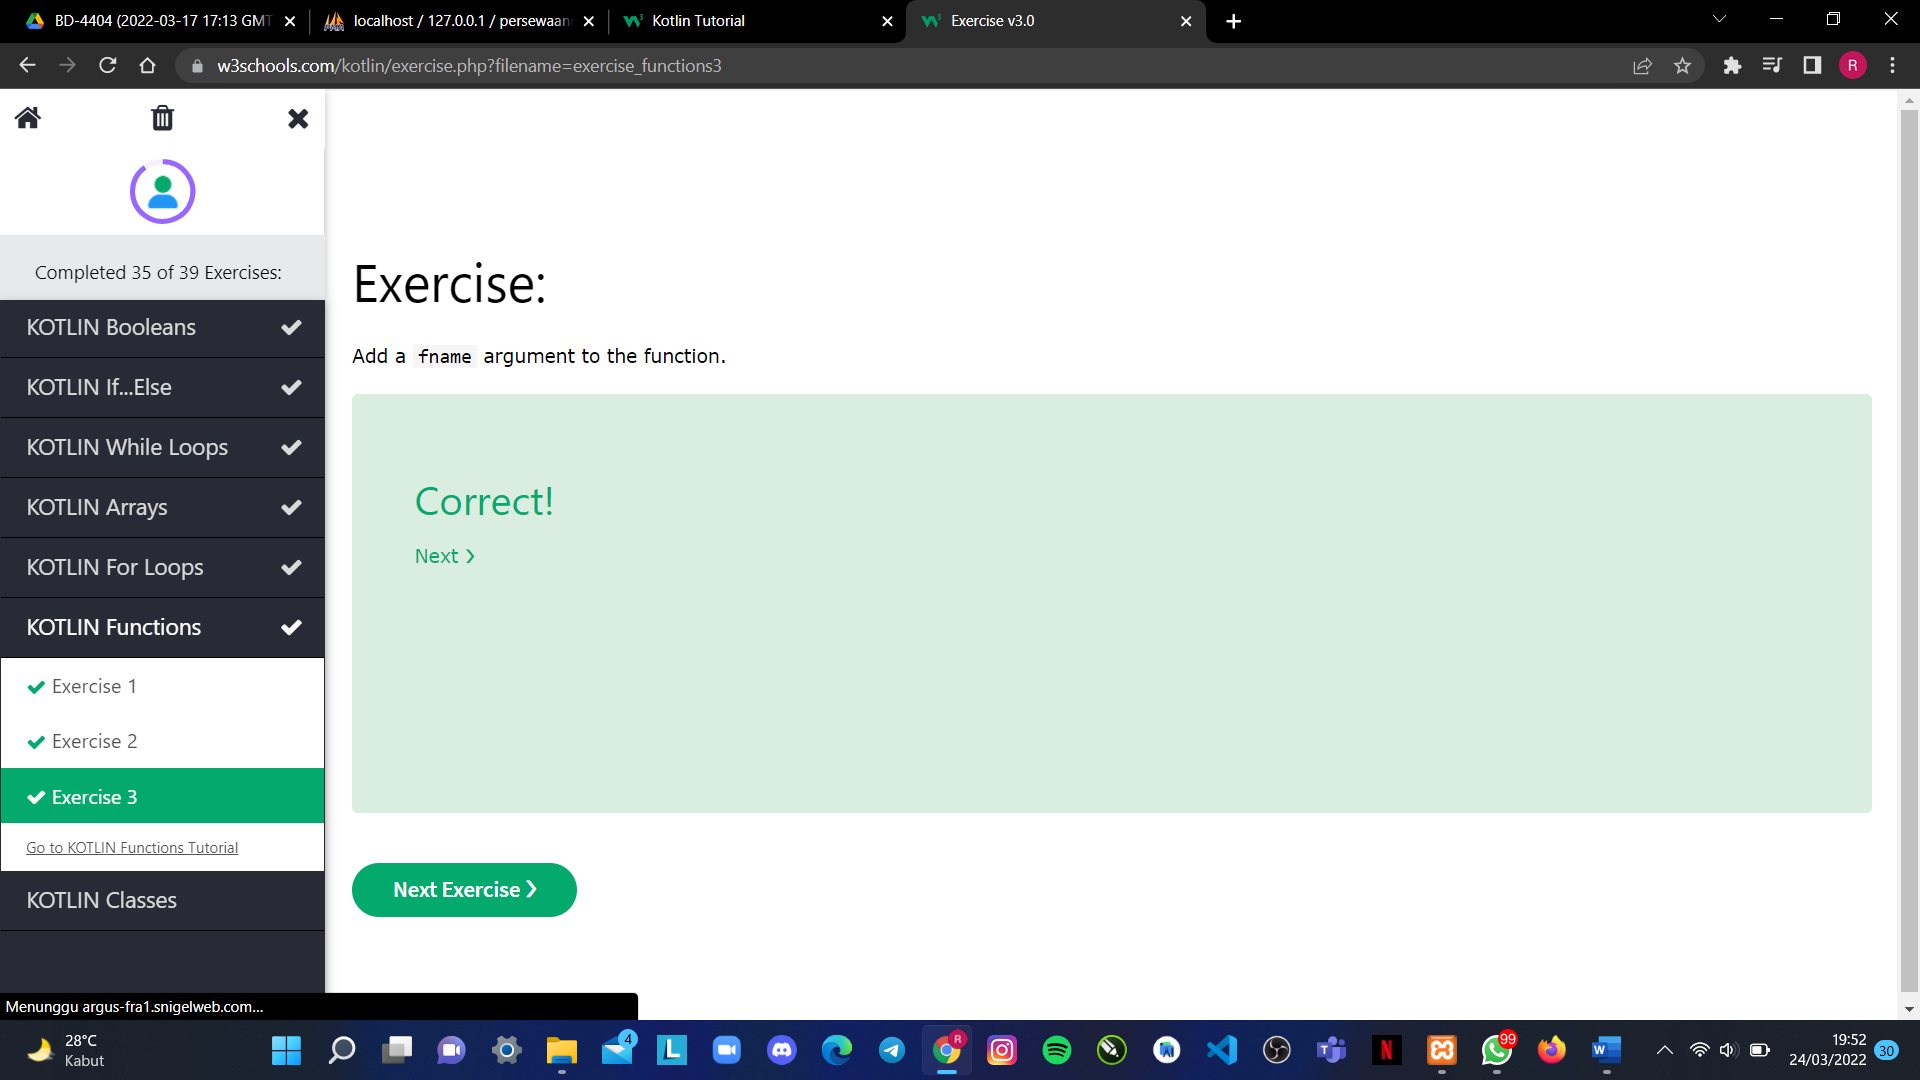 BD-4404 (2022-03-17 17:13 GMT
localhost / 127.0.0.1 / persewaan
Kotlin Tutorial
Exercise v3.0
w3schools.com/kotlin/exercise.php?filename=exercise_functions3
R
Completed 35 of 39 Exercises:
KOTLIN Booleans
KOTLIN If...Else
KOTLIN While Loops
KOTLIN Arrays
KOTLIN For Loops
KOTLIN Functions
Exercise 1
Exercise 2
Exercise 3
Go to KOTLIN Functions Tutorial
KOTLIN Classes
Exercise:
Add a fname argument to the function.
Correct!
Next ❯
Next Exercise ❯
Menunggu argus-fra1.snigelweb.com...
28°C
Kabut
4
L
R
N
99
W
19:52
24/03/2022
30